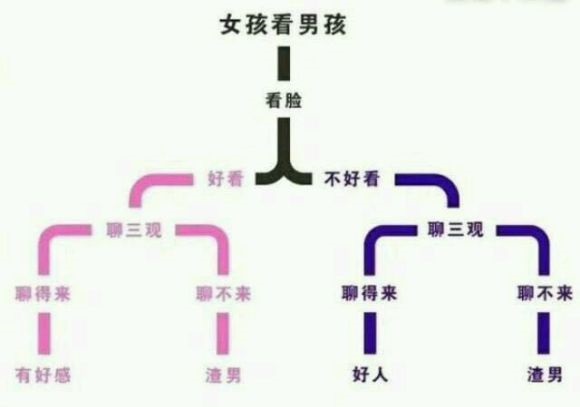 女孩看男孩
看脸
好看 不好看
聊三观 聊三观
聊得来 聊不来 聊得来 聊不来
有好感 渣男 好人 渣男